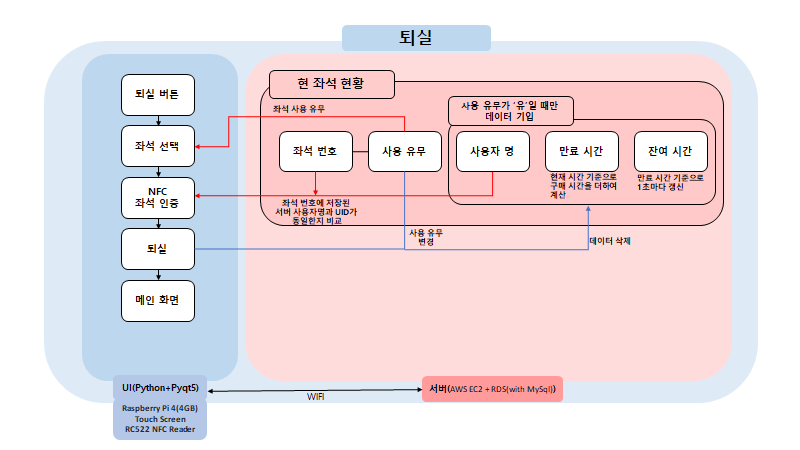 퇴실
퇴실 버튼
좌석 선택
NFC
좌석 인증
퇴실
메인 화면
현 좌석 현황
좌석 사용 유무
사용 유무가 '유'일 때만
데이터 기입
좌석 번호
사용 유무
사용자 명
만료 시간
잔여 시간
현재 시간 기준으로
구매 시간을 더하여
계산
만료 시간 기준으로
1초마다 갱신
좌석 번호에 저장된
서버 사용자명과 UID가
동일한지 비교
사용 유무
변경
데이터 삭제
UI(Python+Pyqt5)
Raspberry Pi 4(4GB)
Touch Screen
RC522 NFC Reader
WIFI
서버(AWS EC2 + RDS(with MySql))